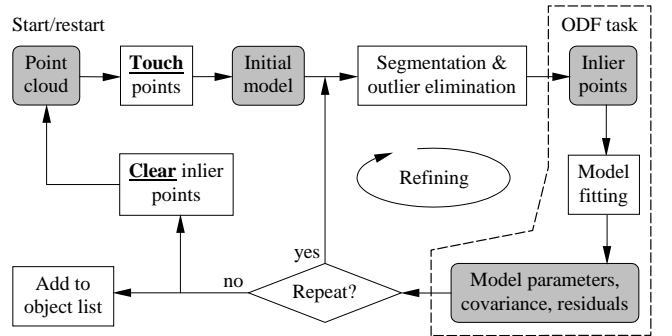 Start/restart
ODF task
Point
cloud
Touch
points
Initial
model
Segmentation &
outlier elimination
Inlier
points
Clear inlier
points
Refining
Model
fitting
yes
Add to
object list
no
Repeat?
Model parameters,
covariance, residuals